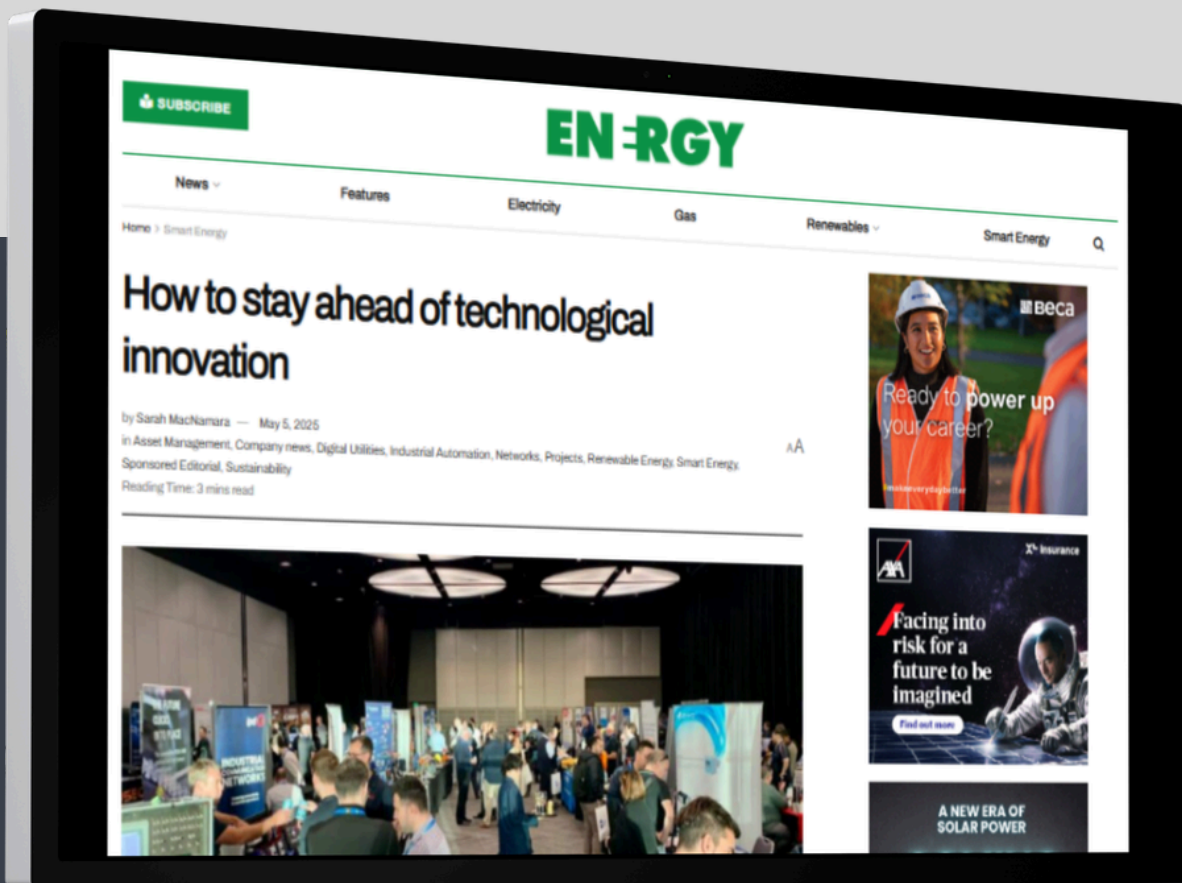 SUBSCRIBE
ENERGY
News
Features
Electricity
Gas
Renewables
Smart Energy
Home > Smart Energy
How to stay ahead of technological
innovation
by Sarah MacNamara — May 5, 2025
in Asset Management, Company news, Digital Utilities, Industrial Automation, Networks, Projects, Renewable Energy, Smart Energy,
Sponsored Editorial, Sustainability
Reading Time: 3 mins read
AA
Beca
Ready to power up
your career?
AXA
XL Insurance
Facing into
risk for a
future to be
imagined
Find out more
A NEW ERA OF
SOLAR POWER
INDUSTRIAL
NETWORKS